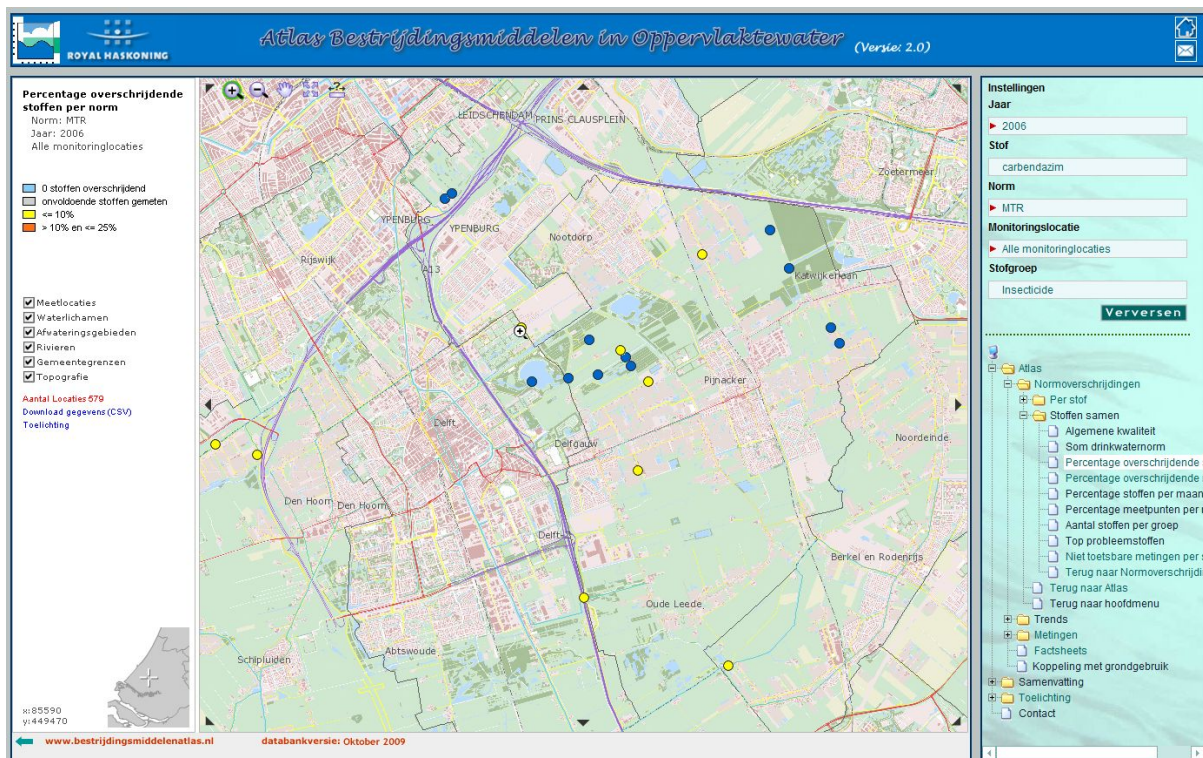 ROYAL HASKONING
Atlas Bestrijdingsmiddelen in Oppervlaktewater (Versie: 2.0)
Percentage overschrijdende
stoffen per norm
Norm: MTR
Jaar: 2006
Alle monitoringlocaties
0 stoffen overschrijdend
onvoldoende stoffen gemeten
<= 10%
> 10% en <= 25%
Meetlocaties
Waterlichamen
Afvateringsgebieden
Rivieren
Gemeentegrenzen
Topografie
Aantal Locaties 579
Download gegevens (CSV)
Toelichting
x:85590
y:449470
LEIDSCHENDAM
PRINS CLAUSPLEIN
Zoetermeer
YPENBURG
YPENBURG
Nootdorp
Rijswijk
A13
Katwijkerlaan
Pijnacker
Delft
Delfgauw
Noordeinde
Den Hoorn
Den Hoorn
Delft
Berkel en Rodenrijs
Oude Leede
Abtswoude
Schipluiden
Instellingen
Jaar
2006
Stof
carbendazim
Norm
MTR
Monitoringslocatie
Alle monitoringlocaties
Stofgroep
Insecticide
Verversen
Atlas
Normoverschrijdingen
Per stof
Stoffen samen
Algemene kwaliteit
Som drinkwaternorm
Percentage overschrijdende
Percentage overschrijdende
Percentage stoffen per maan
Percentage meetpunten per
Aantal stoffen per groep
Top probleemstoffen
Niet toetsbare metingen per s
Terug naar Normoverschrijdi
Terug naar Atlas
Terug naar hoofdmenu
Trends
Metingen
Factsheets
Koppeling met grondgebruik
Samenvatting
Toelichting
Contact
www.bestrijdingsmiddelenatlas.nl databankversie: Oktober 2009